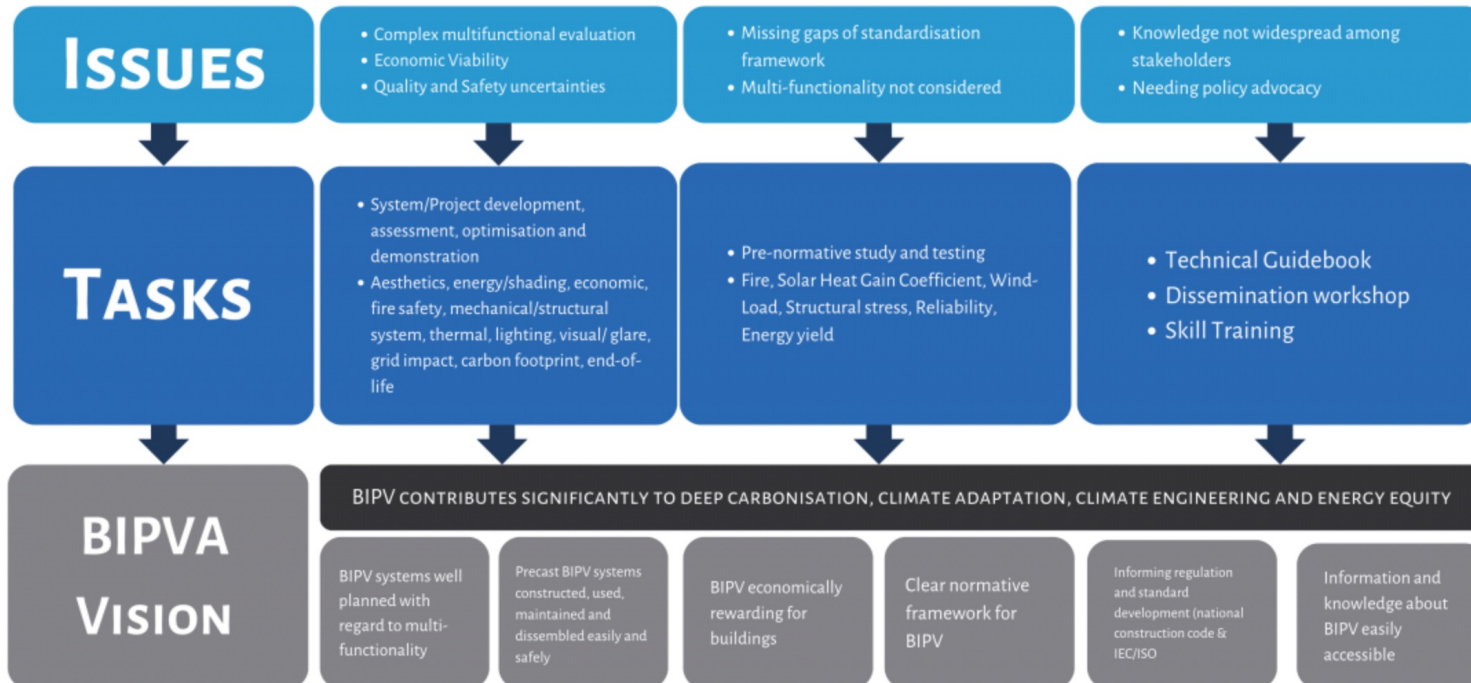 ISSUES
• Complex multifunctional evaluation
• Economic Viability
• Quality and Safety uncertainties
• Missing gaps of standardisation
framework
• Multi-functionality not considered
• Knowledge not widespread among
stakeholders
• Needing policy advocacy
TASKS
• System/Project development,
assessment, optimisation and
demonstration
• Aesthetics, energy/shading, economic,
fire safety, mechanical/structural
system, thermal, lighting, visual/ glare,
grid impact, carbon footprint, end-of-
life
• Pre-normative study and testing
• Fire, Solar Heat Gain Coefficient, Wind-
Load, Structural stress, Reliability,
Energy yield
• Technical Guidebook
• Dissemination workshop
• Skill Training
BIPVA
VISION
BIPV CONTRIBUTES SIGNIFICANTLY TO DEEP CARBONISATION, CLIMATE ADAPTATION, CLIMATE ENGINEERING AND ENERGY EQUITY
BIPV systems well
planned with
regard to multi-
functionality
Precast BIPV systems
constructed, used,
maintained and
dissembled easily and
safely
BIPV economically
rewarding for
buildings
Clear normative
framework for
BIPV
Informing regulation
and standard
development (national
construction code &
IEC/ISO
Information and
knowledge about
BIPV easily
accessible